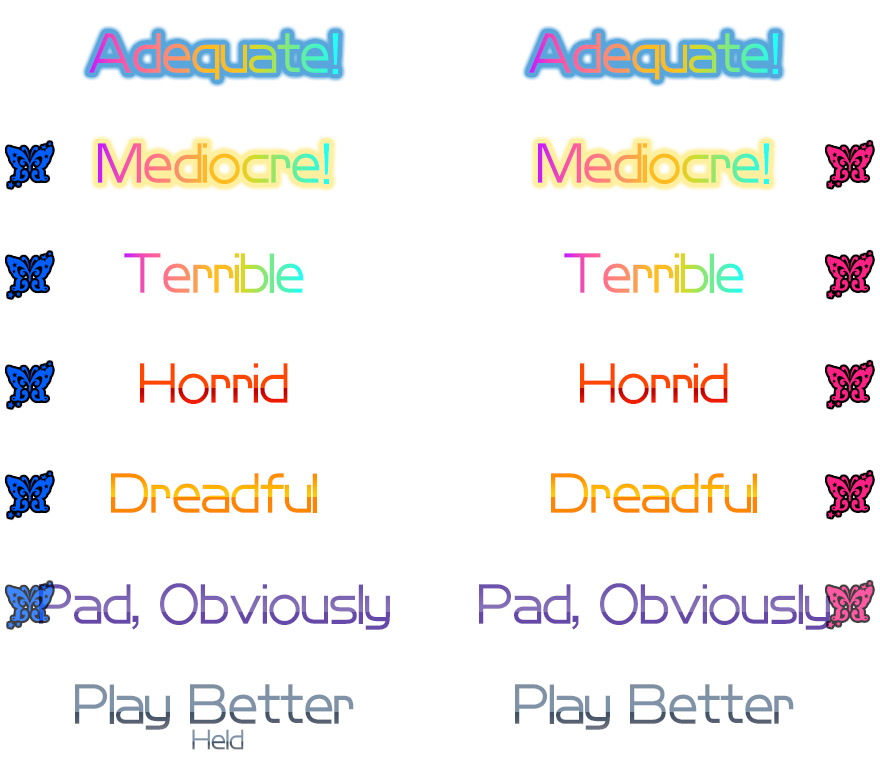 Adequate! Adequate!
Mediocre! Mediocre!
Terrible Terrible
Horrid Horrid
Dreadful Dreadful
Pad, Obviously Pad, Obviously
Play Better Play Better
Held